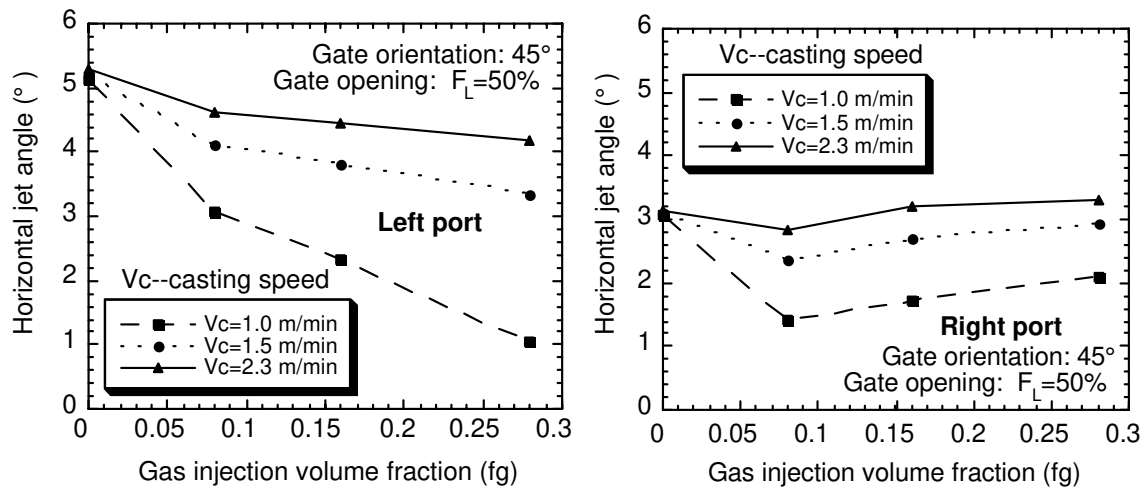 6
5
4
3
2
1
0
Horizontal jet angle (°)
Gate orientation: 45°
Gate opening: F_L=50%
Left port
Vc--casting speed
Vc=1.0 m/min
Vc=1.5 m/min
Vc=2.3 m/min
0 0.05 0.1 0.15 0.2 0.25 0.3
Gas injection volume fraction (fg)
6
5
4
3
2
1
0
Horizontal jet angle (°)
Vc--casting speed
Vc=1.0 m/min
Vc=1.5 m/min
Vc=2.3 m/min
Right port
Gate orientation: 45°
Gate opening: F_L=50%
0 0.05 0.1 0.15 0.2 0.25 0.3
Gas injection volume fraction (fg)